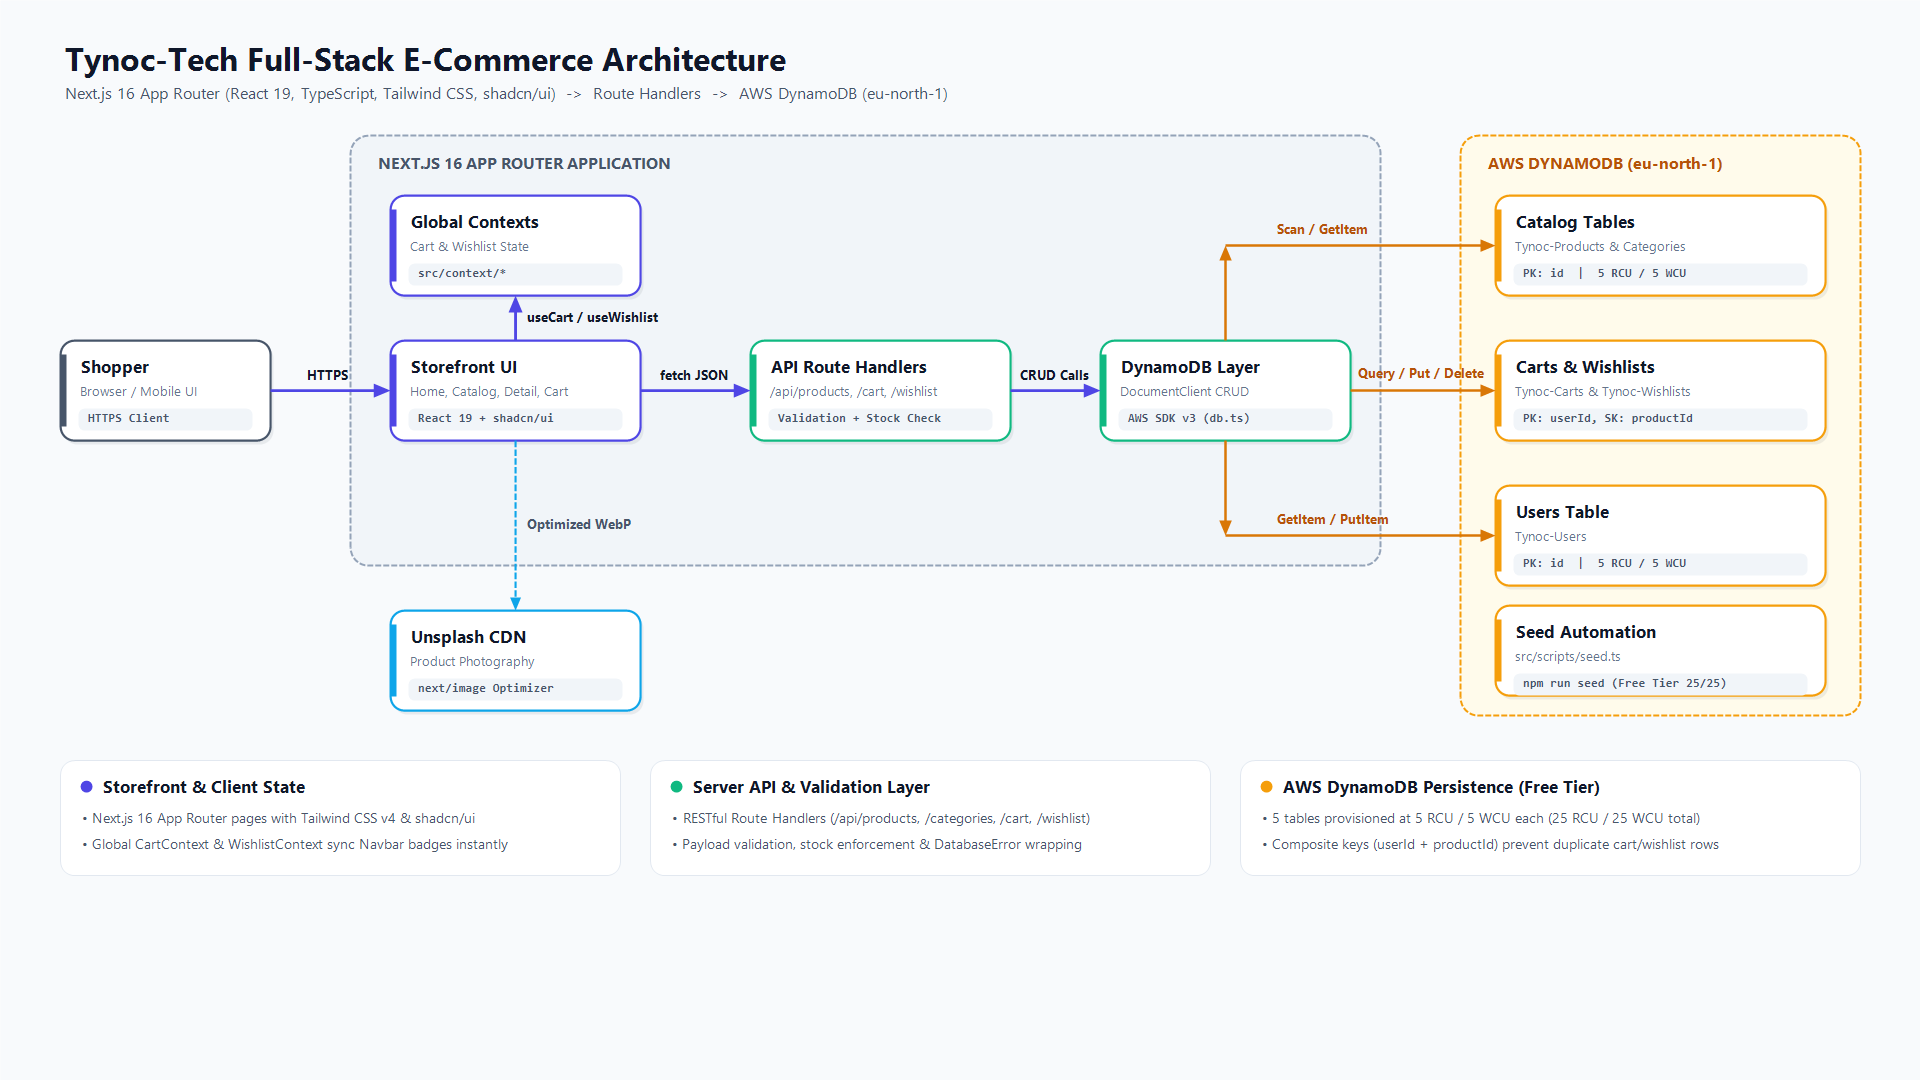 Tynoc-Tech Full-Stack E-Commerce Architecture
Next.js 16 App Router (React 19, TypeScript, Tailwind CSS, shadcn/ui) -> Route Handlers -> AWS DynamoDB (eu-north-1)
NEXT.JS 16 APP ROUTER APPLICATION
AWS DYNAMODB (eu-north-1)
Global Contexts
Cart & Wishlist State
src/context/*
useCart / useWishlist
Scan / GetItem
Catalog Tables
Tynoc-Products & Categories
PK: id | 5 RCU / 5 WCU
Shopper
Browser / Mobile UI
HTTPS Client
HTTPS
Storefront UI
Home, Catalog, Detail, Cart
React 19 + shadcn/ui
fetch JSON
API Route Handlers
/api/products, /cart, /wishlist
Validation + Stock Check
CRUD Calls
DynamoDB Layer
DocumentClient CRUD
AWS SDK v3 (db.ts)
Query / Put / Delete
Carts & Wishlists
Tynoc-Carts & Tynoc-Wishlists
PK: userId, SK: productId
Optimized WebP
GetItem / PutItem
Users Table
Tynoc-Users
PK: id | 5 RCU / 5 WCU
Unsplash CDN
Product Photography
next/image Optimizer
Seed Automation
src/scripts/seed.ts
npm run seed (Free Tier 25/25)
Storefront & Client State
• Next.js 16 App Router pages with Tailwind CSS v4 & shadcn/ui
• Global CartContext & WishlistContext sync Navbar badges instantly
Server API & Validation Layer
• RESTful Route Handlers (/api/products, /categories, /cart, /wishlist)
• Payload validation, stock enforcement & DatabaseError wrapping
AWS DynamoDB Persistence (Free Tier)
• 5 tables provisioned at 5 RCU / 5 WCU each (25 RCU / 25 WCU total)
• Composite keys (userId + productId) prevent duplicate cart/wishlist rows